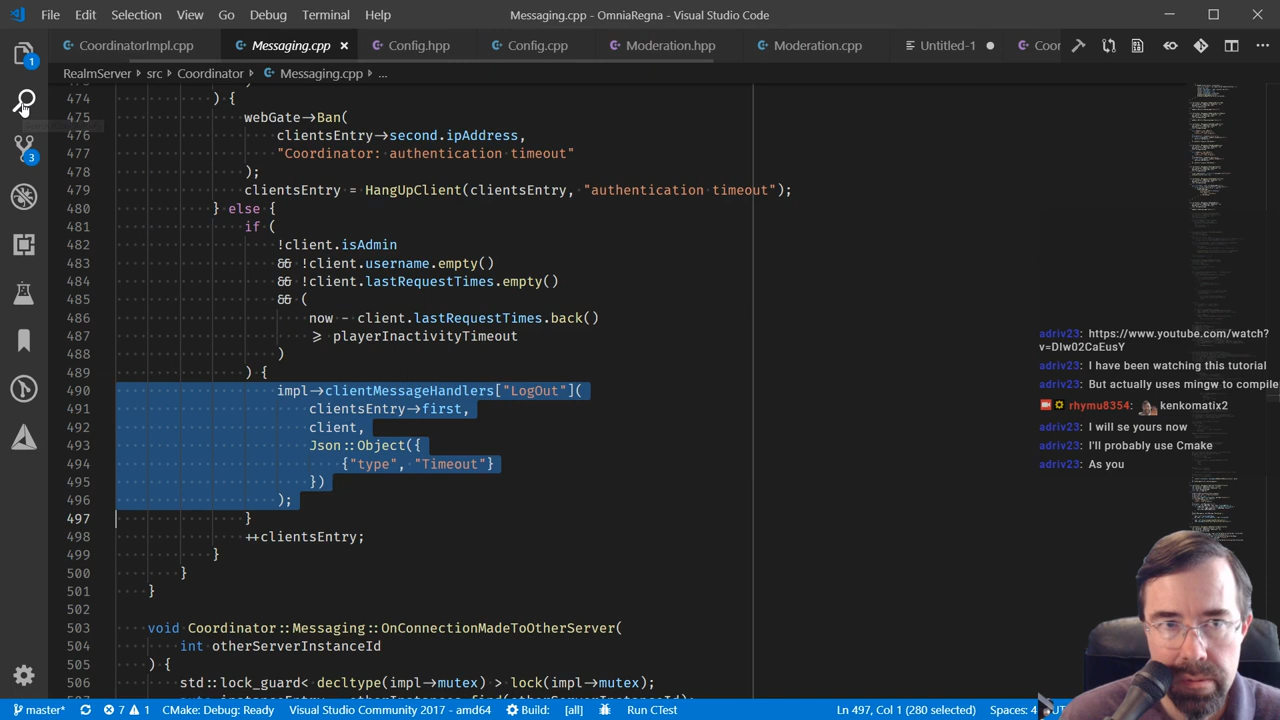 File Edit Selection View Go Debug Terminal Help
Messaging.cpp - OmniaRegna - Visual Studio Code
CoordinatorImpl.cpp Messaging.cpp Config.hpp Config.cpp Moderation.hpp Moderation.cpp Untitled-1 Coor
RealmServer › src › Coordinator › Messaging.cpp › ...
474 ) {
475 webGate->Ban(
476 clientsEntry->second.ipAddress,
477 "Coordinator: authentication timeout"
478 );
479 clientsEntry = HangUpClient(clientsEntry, "authentication timeout");
480 } else {
481 if (
482 !client.isAdmin
483 && !client.username.empty()
484 && !client.lastRequestTimes.empty()
485 && (
486 now - client.lastRequestTimes.back()
487 >= playerInactivityTimeout
488 )
489 ) {
490 impl->clientMessageHandlers["LogOut"](
491 clientsEntry->first,
492 client,
493 Json::Object({
494 {"type", "Timeout"}
495 })
496 );
497 }
498 ++clientsEntry;
499 }
500 }
501 }
502
503 void Coordinator::Messaging::OnConnectionMadeToOtherServer(
504 int otherServerInstanceId
505 ) {
506 std::lock_guard< decltype(impl->mutex) > lock(impl->mutex);
1
3
adriv23: https://www.youtube.com/watch?
v=DIw02CaEusY
adriv23: I have been watching this tutorial
adriv23: But actually uses mingw to compile
rhymu8354: kenkomatix2
adriv23: I will se yours now
adriv23: I'll probably use Cmake
adriv23: As you
master* 7 1 CMake: Debug: Ready Visual Studio Community 2017 - amd64 Build: [all] Run CTest Ln 497, Col 1 (280 selected) Spaces: 4